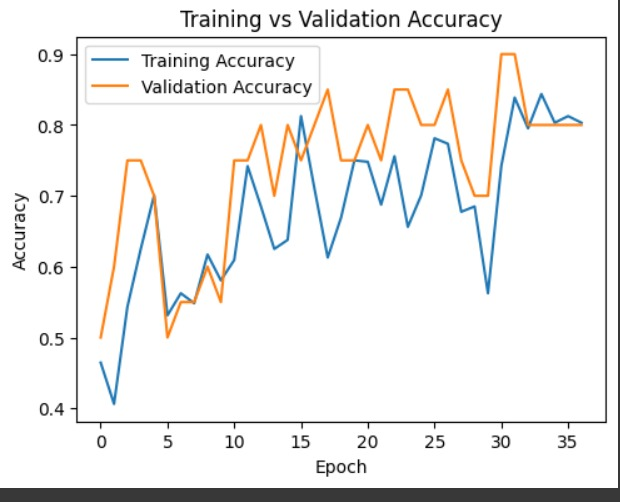 Training vs Validation Accuracy
Training Accuracy
Validation Accuracy
Accuracy
0.9
0.8
0.7
0.6
0.5
0.4
0 5 10 15 20 25 30 35
Epoch